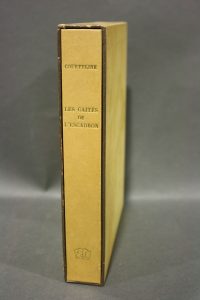 COURTELINE
LES GAITÉS
DE
L'ESCADRON